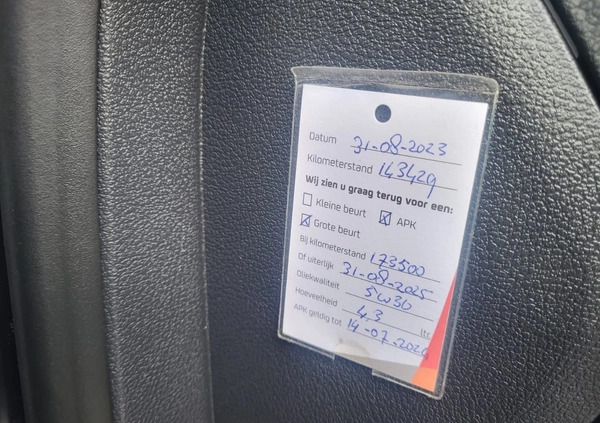 Datum 31-08-2023
Kilometerstand 143429
Wij zien u graag terug voor een:
Kleine beurt APK
Grote beurt
Bij kilometerstand 173500
Of uiterlijk 31-08-2025
Oliekwaliteit 5w30
Hoeveelheid 4,3 ltr.
APK geldig tot 14-07-2024